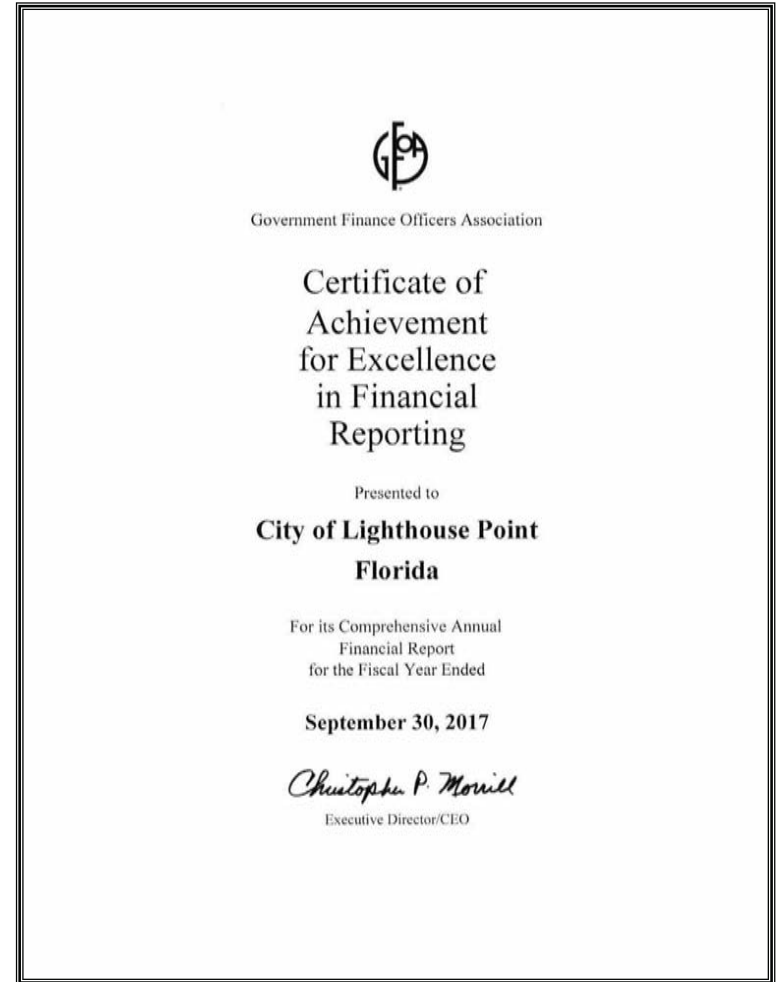 GFOA
Government Finance Officers Association
Certificate of
Achievement
for Excellence
in Financial
Reporting
Presented to
City of Lighthouse Point
Florida
For its Comprehensive Annual
Financial Report
for the Fiscal Year Ended
September 30, 2017
Christopher P. Morrill
Executive Director/CEO